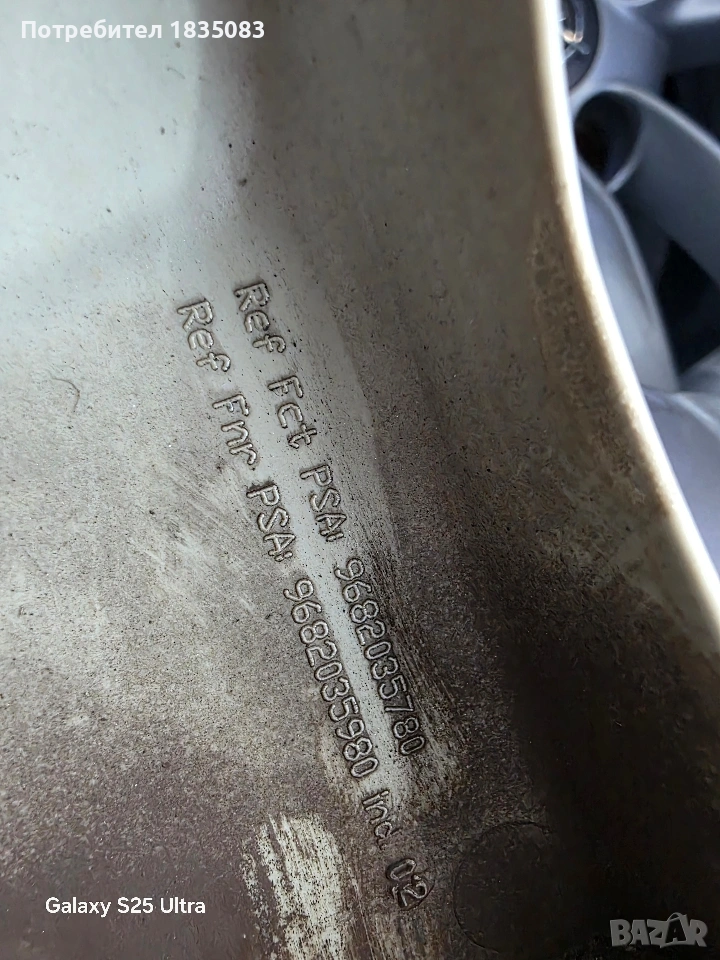 Потребител 1835083
Ref Fct PSA: 9682035780
Ref Fnr PSA: 9682035980 ind 02
Galaxy S25 Ultra
BAZAR